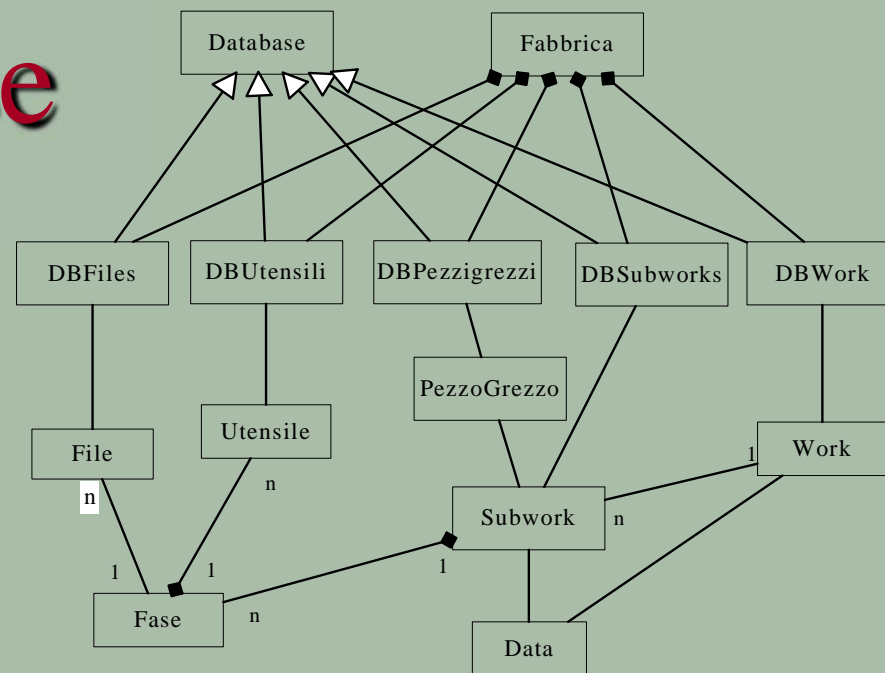 Database
Fabbrica
e
DBFiles
DBUtensili
DBPezzigrezzi
DBSubworks
DBWork
PezzoGrezzo
Utensile
File
Work
1
n
n
Subwork
n
1
1
1
Fase
n
Data